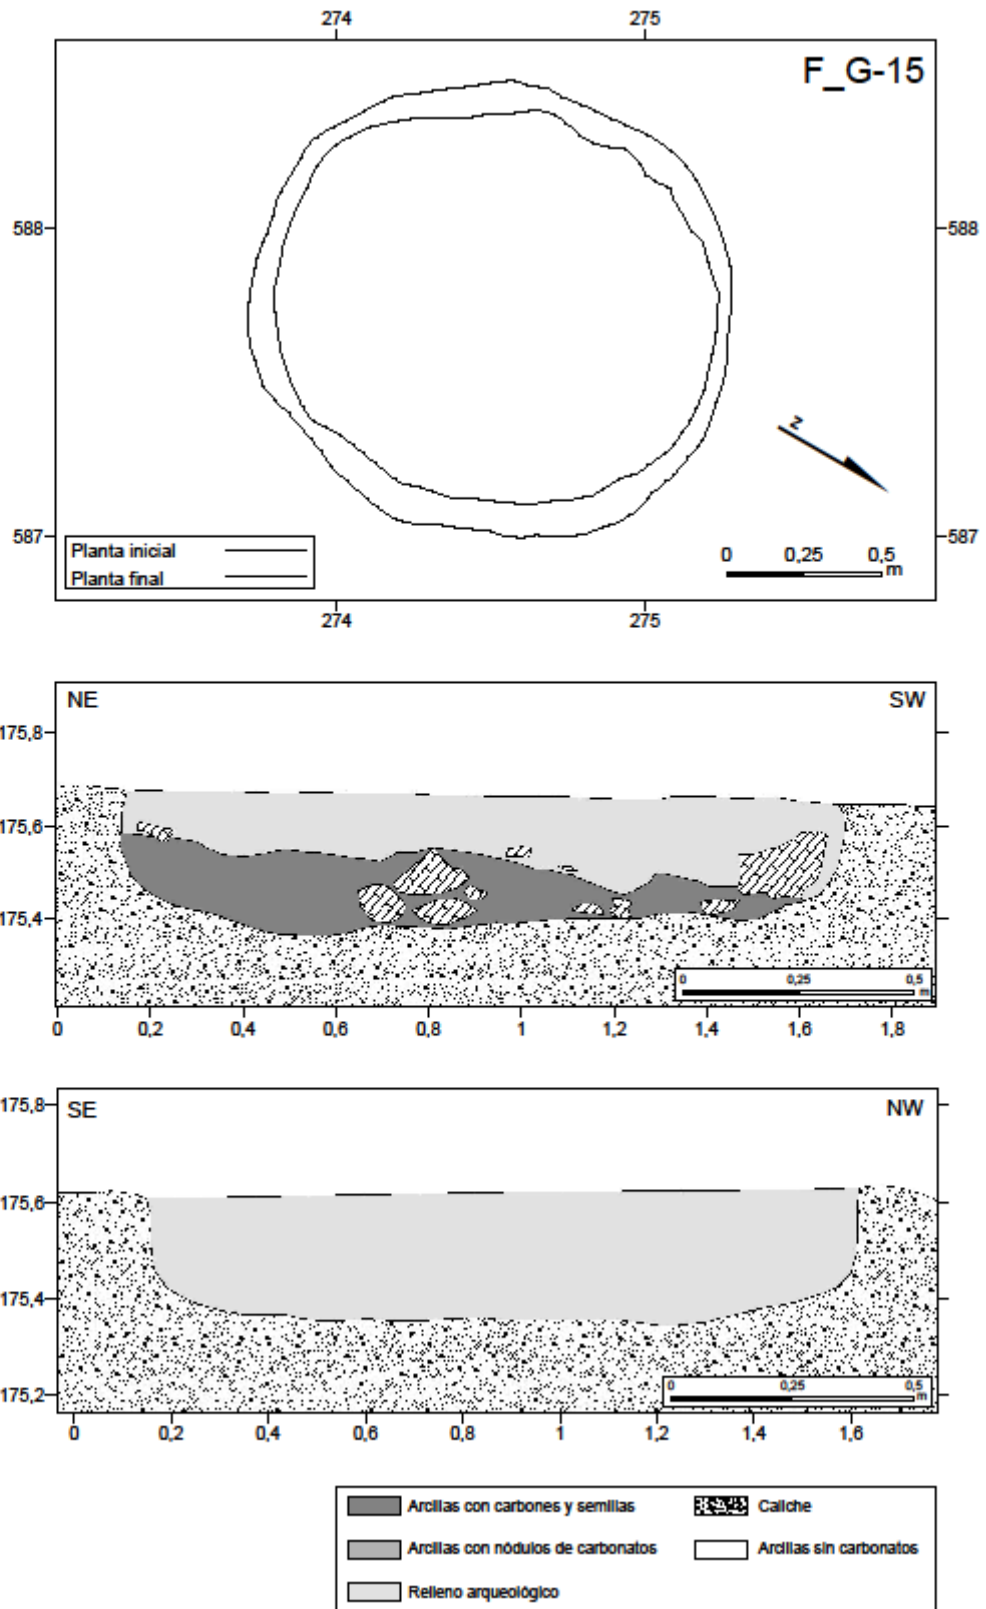 274 275
F_G-15
588 588
z
587 587
Planta inicial
Planta final
0 0,25 0,5
m
274 275
NE SW
175,8
175,6
175,4
0 0,25 0,5
m
0 0,2 0,4 0,6 0,8 1 1,2 1,4 1,6 1,8
175,8
SE NW
175,6
175,4
0 0,25 0,5
m
175,2
0 0,2 0,4 0,6 0,8 1 1,2 1,4 1,6
Arcillas con carbones y semillas Caliche
Arcillas con nódulos de carbonatos Arcillas sin carbonatos
Relleno arqueológico